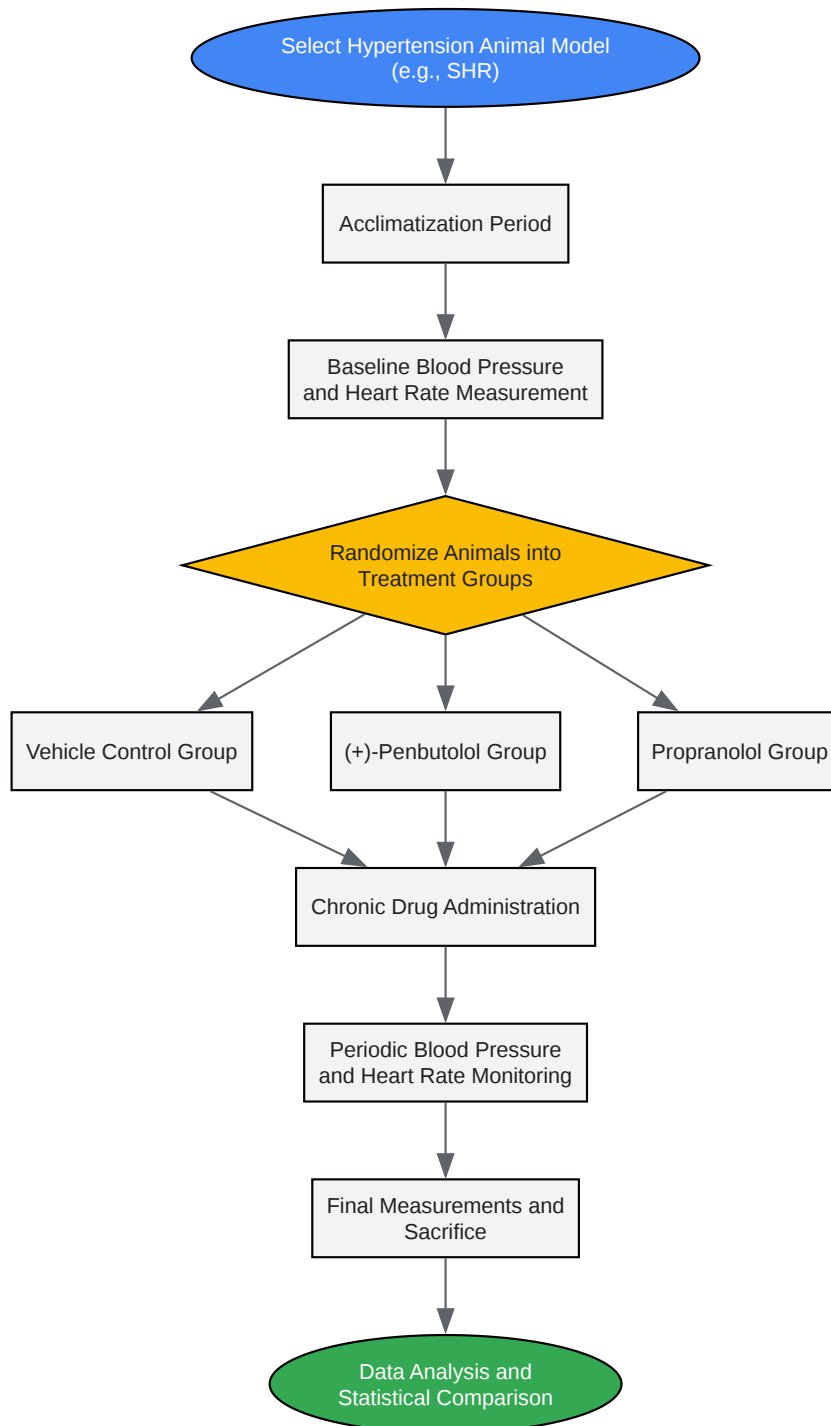 Select Hypertension Animal Model
(e.g., SHR)
Acclimatization Period
Baseline Blood Pressure
and Heart Rate Measurement
Randomize Animals into
Treatment Groups
Vehicle Control Group
(+)-Penbutolol Group
Propranolol Group
Chronic Drug Administration
Periodic Blood Pressure
and Heart Rate Monitoring
Final Measurements and
Sacrifice
Data Analysis and
Statistical Comparison